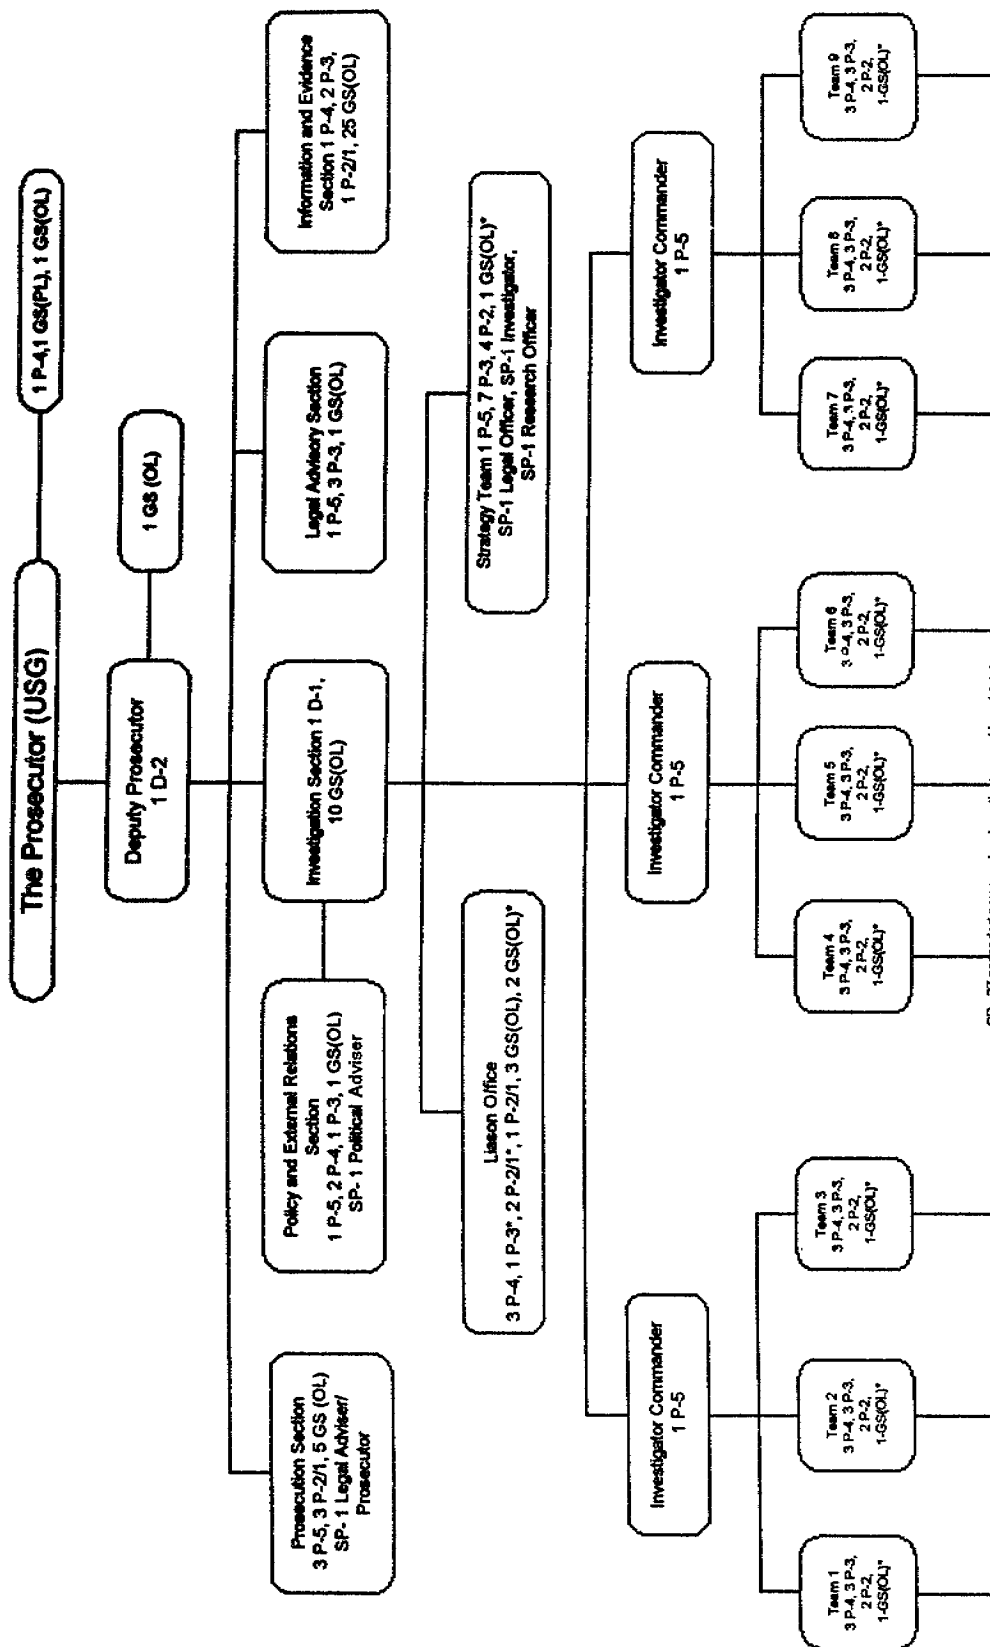 The Prosecutor (USG)
1 P-4,1 GS(PL), 1 GS(OL)
Deputy Prosecutor
1 D-2
1 GS (OL)
Prosecution Section
3 P-5, 3 P-2/1, 5 GS (OL)
SP- 1 Legal Adviser/
Prosecutor
Policy and External Relations
Section
1 P-5, 2 P-4, 1 P-3, 1 GS(OL)
SP- 1 Political Adviser
Investigation Section 1 D-1,
10 GS(OL)
Legal Advisory Section
1 P-5, 3 P-3, 1 GS(OL)
Information and Evidence
Section 1 P-4, 2 P-3,
1 P-2/1, 25 GS(OL)
Liason Office
3 P-4, 1 P-3*, 2 P-2/1*, 1 P-2/1, 3 GS(OL), 2 GS(OL)*
Strategy Team 1 P-5, 7 P-3, 4 P-2, 1 GS(OL)*
SP-1 Legal Officer, SP-1 Investigator,
SP-1 Research Officer
Investigator Commander
1 P-5
Investigator Commander
1 P-5
Investigator Commander
1 P-5
Team 1
3 P-4, 3 P-3,
2 P-2,
1-GS(OL)*
Team 2
3 P-4, 3 P-3,
2 P-2,
1-GS(OL)*
Team 3
3 P-4, 3 P-3,
2 P-2,
1-GS(OL)*
Team 4
3 P-4, 3 P-3,
2 P-2,
1-GS(OL)*
Team 5
3 P-4, 3 P-3,
2 P-2,
1-GS(OL)*
Team 6
3 P-4, 3 P-3,
2 P-2,
1-GS(OL)*
Team 7
3 P-4, 3 P-3,
2 P-2,
1-GS(OL)*
Team 8
3 P-4, 3 P-3,
2 P-2,
1-GS(OL)*
Team 9
3 P-4, 3 P-3,
2 P-2,
1-GS(OL)*